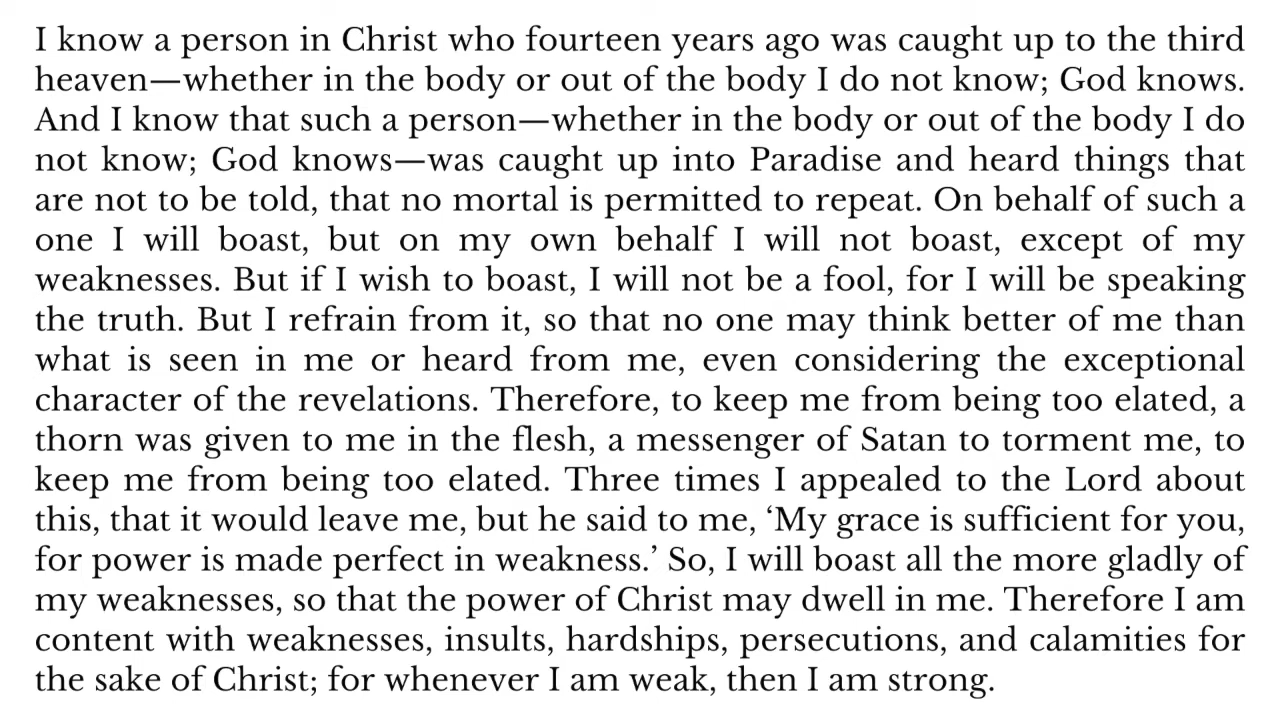 I know a person in Christ who fourteen years ago was caught up to the third
heaven—whether in the body or out of the body I do not know; God knows.
And I know that such a person—whether in the body or out of the body I do
not know; God knows—was caught up into Paradise and heard things that
are not to be told, that no mortal is permitted to repeat. On behalf of such a
one I will boast, but on my own behalf I will not boast, except of my
weaknesses. But if I wish to boast, I will not be a fool, for I will be speaking
the truth. But I refrain from it, so that no one may think better of me than
what is seen in me or heard from me, even considering the exceptional
character of the revelations. Therefore, to keep me from being too elated, a
thorn was given to me in the flesh, a messenger of Satan to torment me, to
keep me from being too elated. Three times I appealed to the Lord about
this, that it would leave me, but he said to me, ‘My grace is sufficient for you,
for power is made perfect in weakness.’ So, I will boast all the more gladly of
my weaknesses, so that the power of Christ may dwell in me. Therefore I am
content with weaknesses, insults, hardships, persecutions, and calamities for
the sake of Christ; for whenever I am weak, then I am strong.